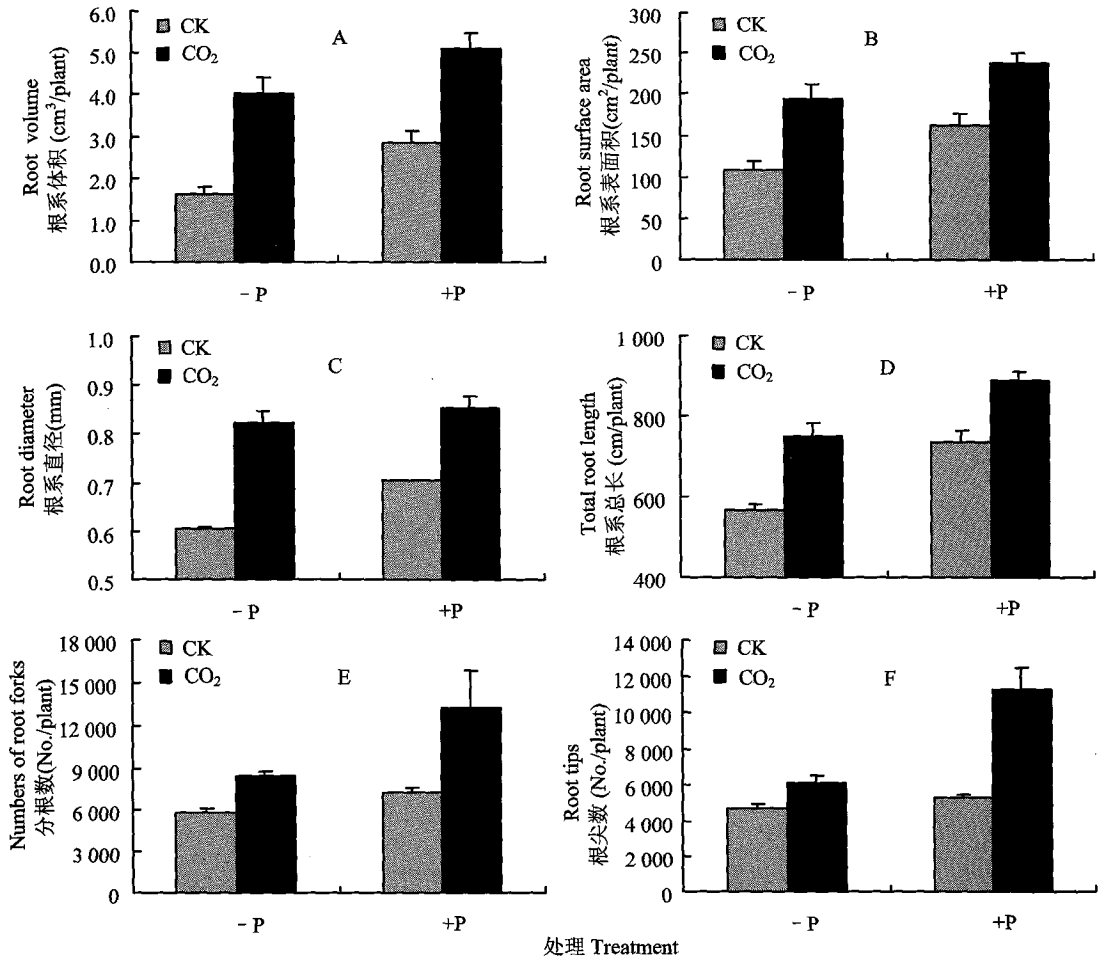 Root volume
根系体积 (cm³/plant)
6.0
5.0
4.0
3.0
2.0
1.0
0.0
CK
CO₂
A
− P
+P
Root surface area
根系表面积(cm²/plant)
300
250
200
150
100
50
0
CK
CO₂
B
− P
+P
Root diameter
根系直径(mm)
1.0
0.9
0.8
0.7
0.6
0.5
CK
CO₂
C
− P
+P
Total root length
根系总长 (cm/plant)
1 000
800
600
400
CK
CO₂
D
− P
+P
Numbers of root forks
分根数(No./plant)
18 000
15 000
12 000
9 000
6 000
3 000
0
CK
CO₂
E
− P
+P
Root tips
根尖数 (No./plant)
14 000
12 000
10 000
8 000
6 000
4 000
2 000
0
CK
CO₂
F
− P
+P
处理 Treatment